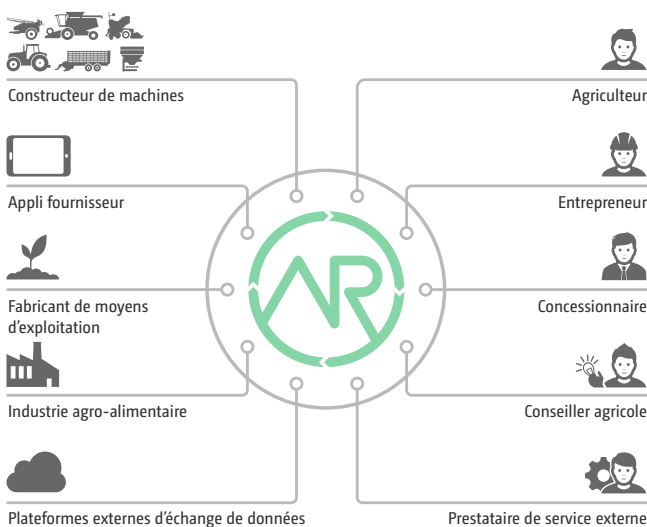 Constructeur de machines
Agriculteur
Appli fournisseur
Entrepreneur
Fabricant de moyens
d'exploitation
Concessionnaire
Industrie agro-alimentaire
Conseiller agricole
Plateformes externes d'échange de données
Prestataire de service externe
AR